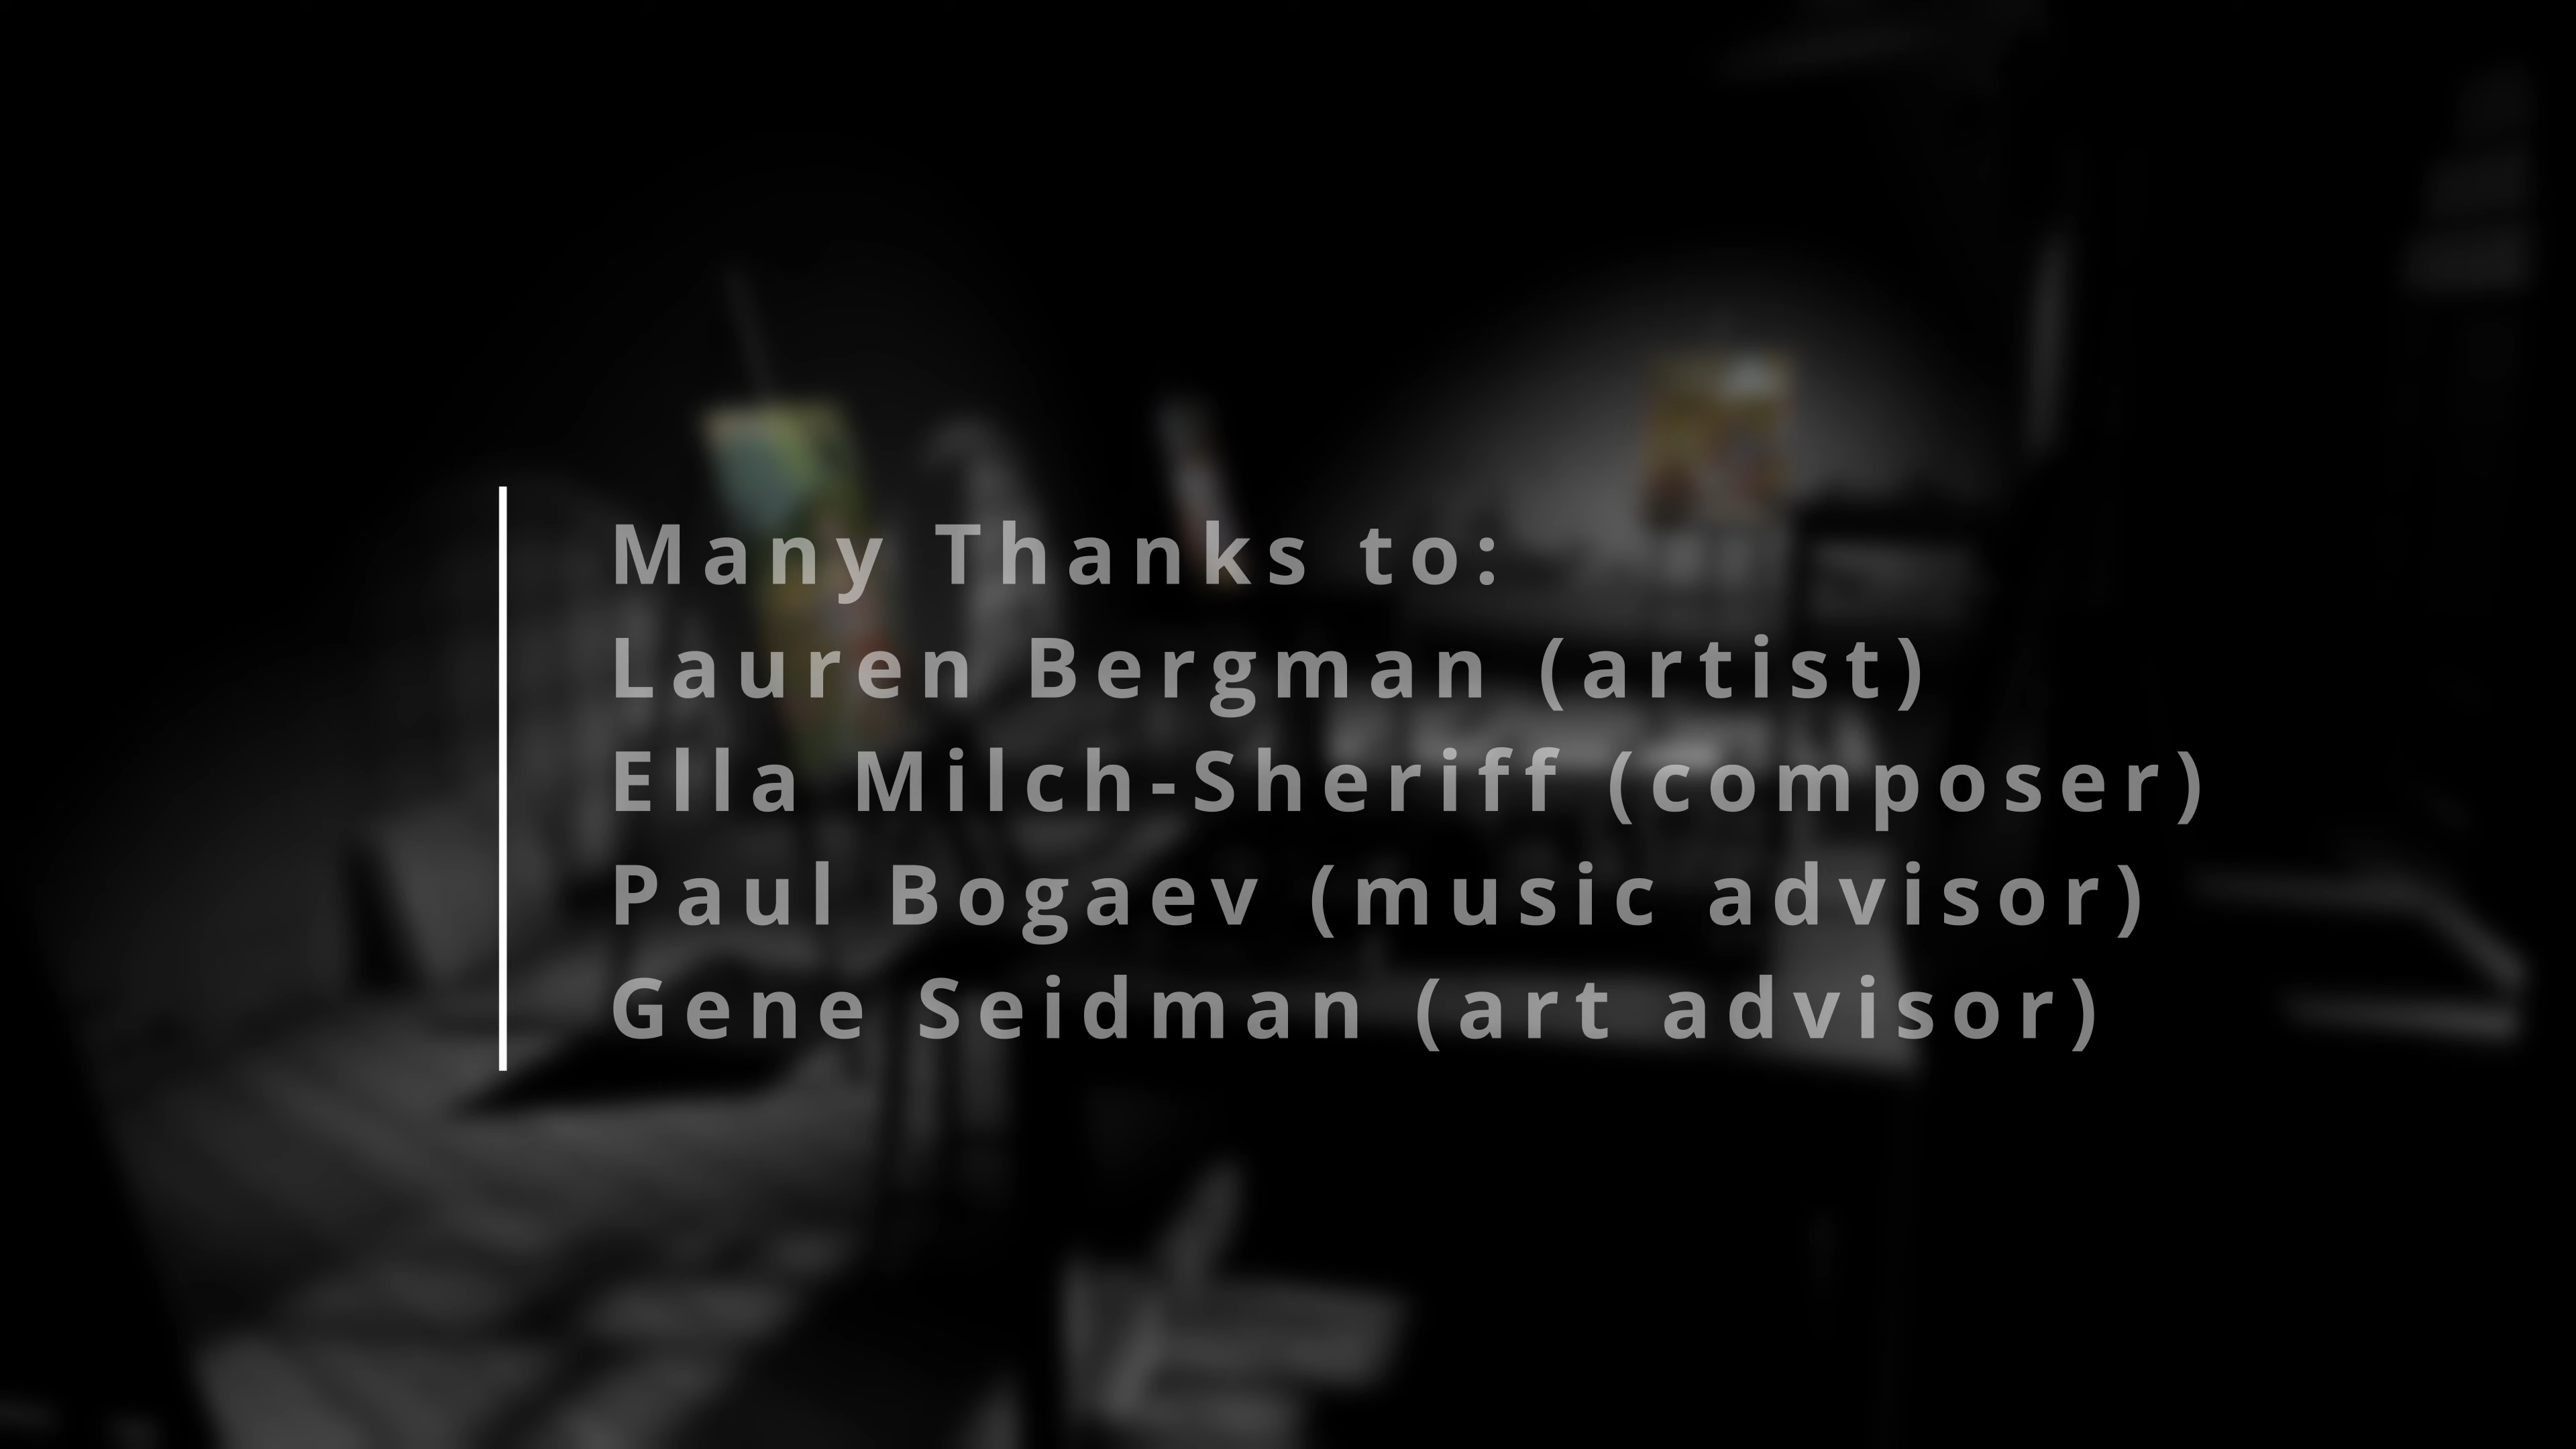 Many Thanks to:
Lauren Bergman (artist)
Ella Milch-Sheriff (composer)
Paul Bogaev (music advisor)
Gene Seidman (art advisor)